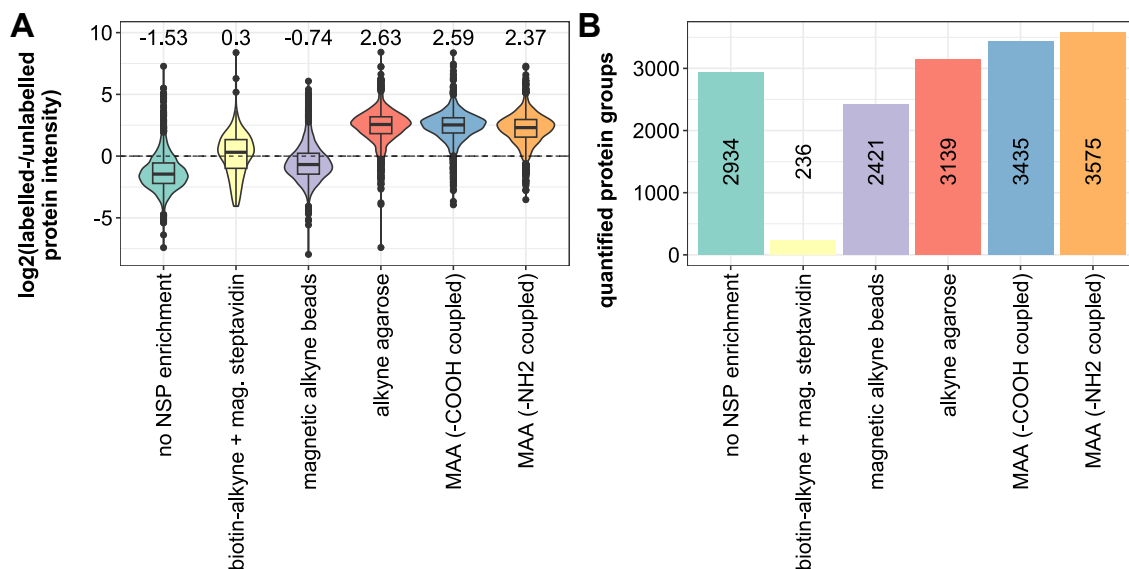 A
log2(labelled-/unlabelled
protein intensity)
10
5
0
-5
-1.53
0.3
-0.74
2.63
2.59
2.37
no NSP enrichment
biotin-alkyne + mag. steptavidin
magnetic alkyne beads
alkyne agarose
MAA (-COOH coupled)
MAA (-NH2 coupled)
B
quantified protein groups
3000
2000
1000
0
2934
236
2421
3139
3435
3575
no NSP enrichment
biotin-alkyne + mag. steptavidin
magnetic alkyne beads
alkyne agarose
MAA (-COOH coupled)
MAA (-NH2 coupled)